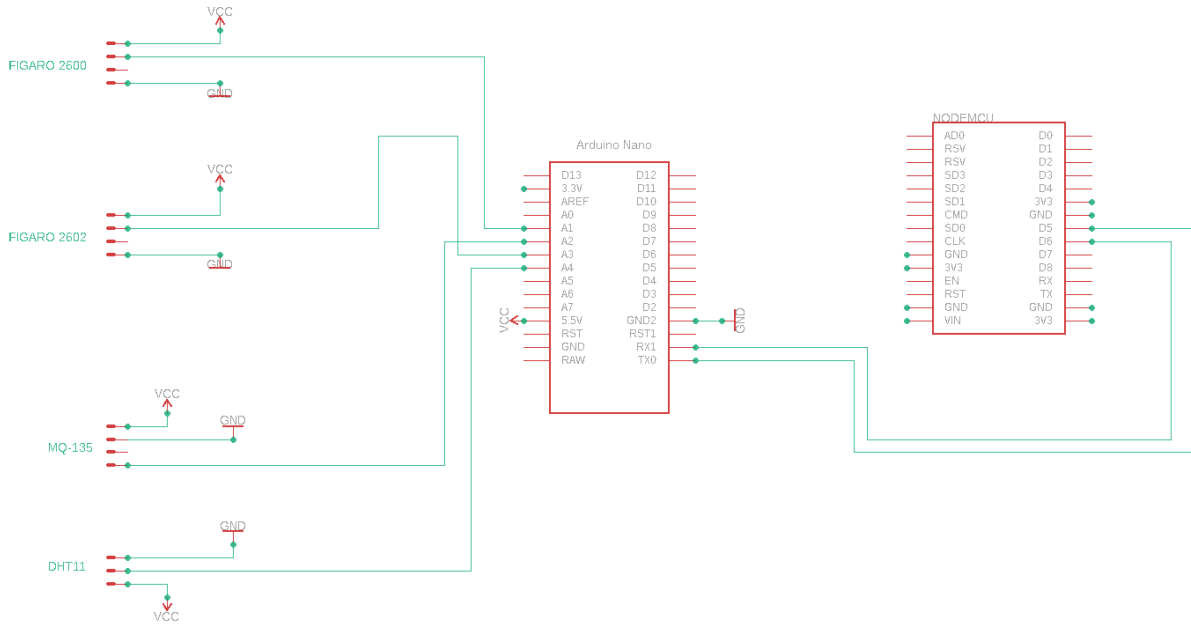 VCC
FIGARO 2600
GND
VCC
FIGARO 2602
GND
VCC
GND
MQ-135
GND
DHT11
VCC
Arduino Nano
D13 D12
3.3V D11
AREF D10
A0 D9
A1 D8
A2 D7
A3 D6
A4 D5
A5 D4
A6 D3
A7 D2
VCC 5.5V GND2 GND
RST RST1
GND RX1
RAW TX0
NODEMCU
AD0 D0
RSV D1
RSV D2
SD3 D3
SD2 D4
SD1 3V3
CMD GND
SD0 D5
CLK D6
GND D7
3V3 D8
EN RX
RST TX
GND GND
VIN 3V3